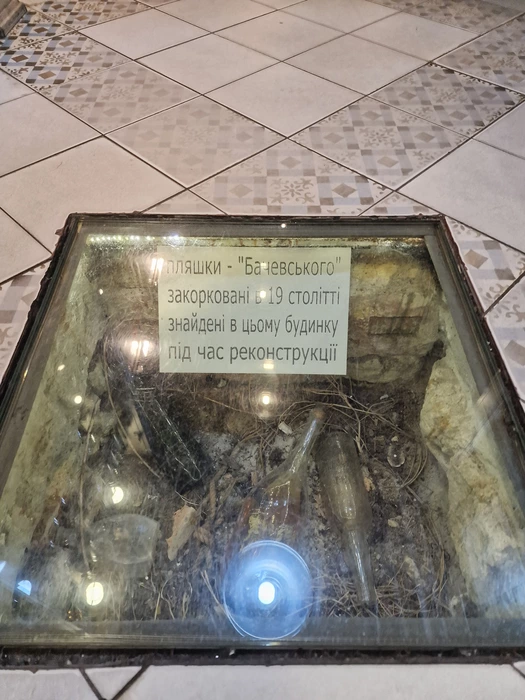 пляшки - "Бачевського"
закорковані в 19 столітті
знайдені в цьому будинку
під час реконструкції